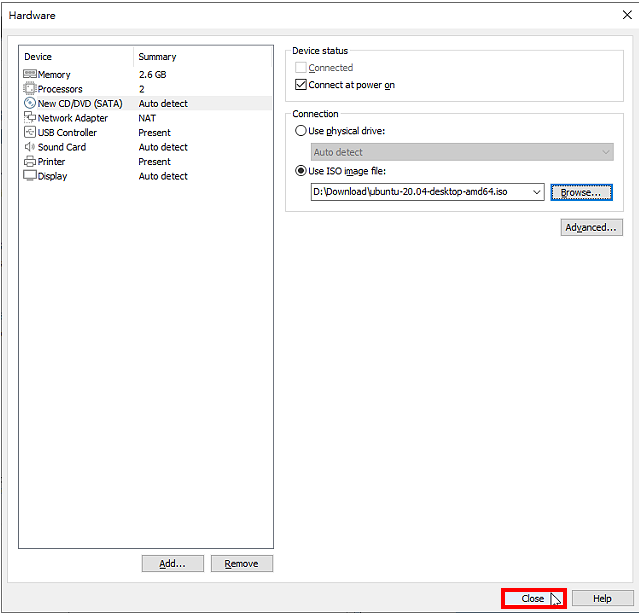 Hardware
Device Summary
Memory 2.6 GB
Processors 2
New CD/DVD (SATA) Auto detect
Network Adapter NAT
USB Controller Present
Sound Card Auto detect
Printer Present
Display Auto detect
Add... Remove
Device status
Connected
Connect at power on
Connection
Use physical drive:
Auto detect
Use ISO image file:
D:\Download\ubuntu-20.04-desktop-amd64.iso Browse...
Advanced...
Close Help